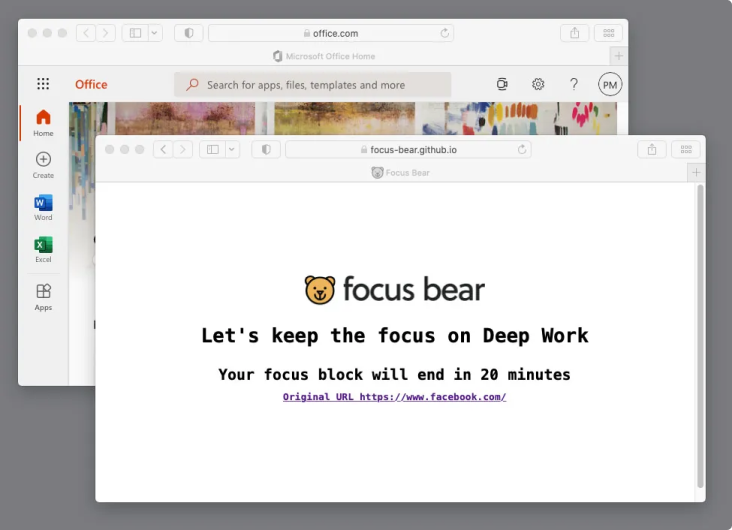 office.com
Microsoft Office Home
Office
Search for apps, files, templates and more
?
PM
Home
Create
W
Word
X
Excel
Apps
focus-bear.github.io
Focus Bear
focus bear
Let's keep the focus on Deep Work
Your focus block will end in 20 minutes
Original URL https://www.facebook.com/